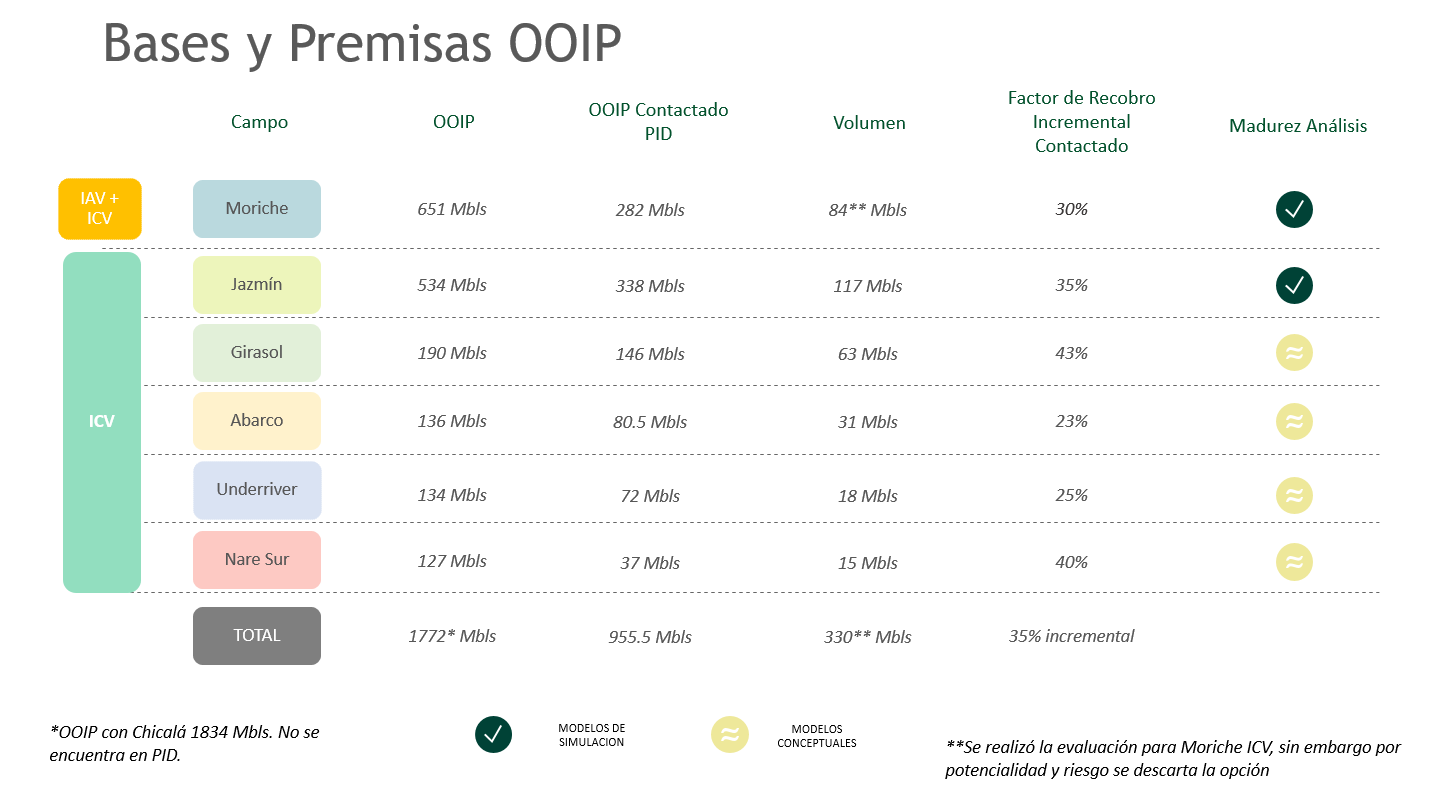 Bases y Premisas OOIP
Campo
OOIP
OOIP Contactado
PID
Volumen
Factor de Recobro
Incremental
Contactado
Madurez Análisis
IAV +
ICV
Moriche
651 Mbls
282 Mbls
84** Mbls
30%
ICV
Jazmín
534 Mbls
338 Mbls
117 Mbls
35%
Girasol
190 Mbls
146 Mbls
63 Mbls
43%
Abarco
136 Mbls
80.5 Mbls
31 Mbls
23%
Underriver
134 Mbls
72 Mbls
18 Mbls
25%
Nare Sur
127 Mbls
37 Mbls
15 Mbls
40%
TOTAL
1772* Mbls
955.5 Mbls
330** Mbls
35% incremental
*OOIP con Chicalá 1834 Mbls. No se
encuentra en PID.
MODELOS DE
SIMULACION
MODELOS
CONCEPTUALES
**Se realizó la evaluación para Moriche ICV, sin embargo por
potencialidad y riesgo se descarta la opción